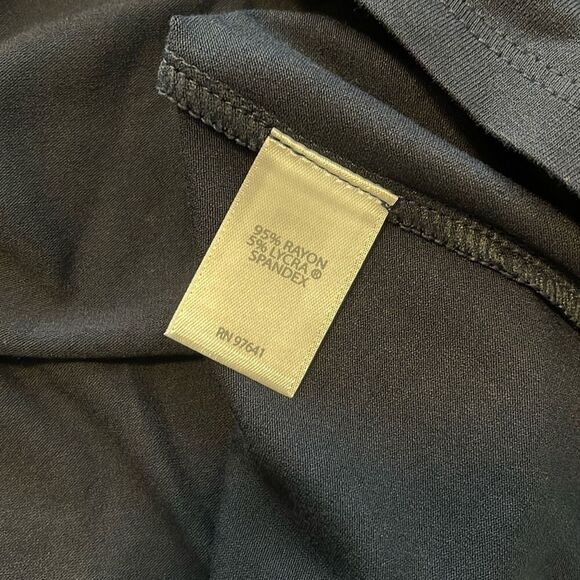 95% RAYON
5% LYCRA ®
SPANDEX
RN 97641